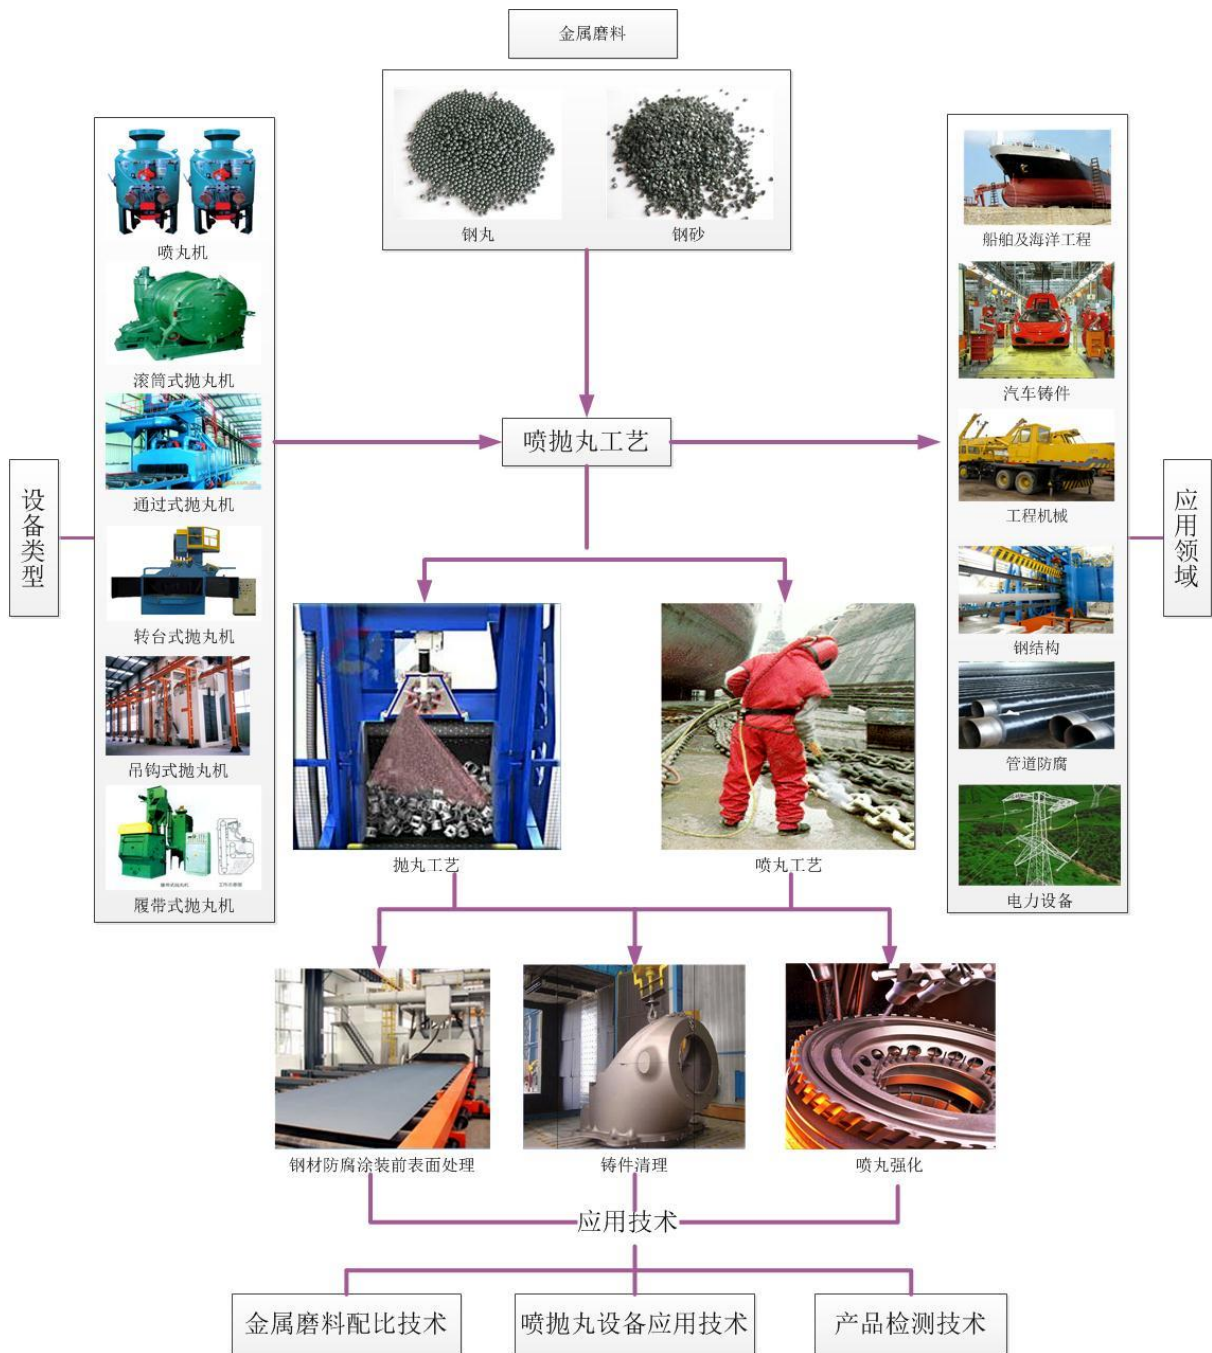 金属磨料
钢丸
钢砂
设备类型
喷丸机
滚筒式抛丸机
通过式抛丸机
转台式抛丸机
吊钩式抛丸机
履带式抛丸机
喷抛丸工艺
应用领域
船舶及海洋工程
汽车铸件
工程机械
钢结构
管道防腐
电力设备
抛丸工艺
喷丸工艺
钢材防腐涂装前表面处理
铸件清理
喷丸强化
应用技术
金属磨料配比技术
喷抛丸设备应用技术
产品检测技术